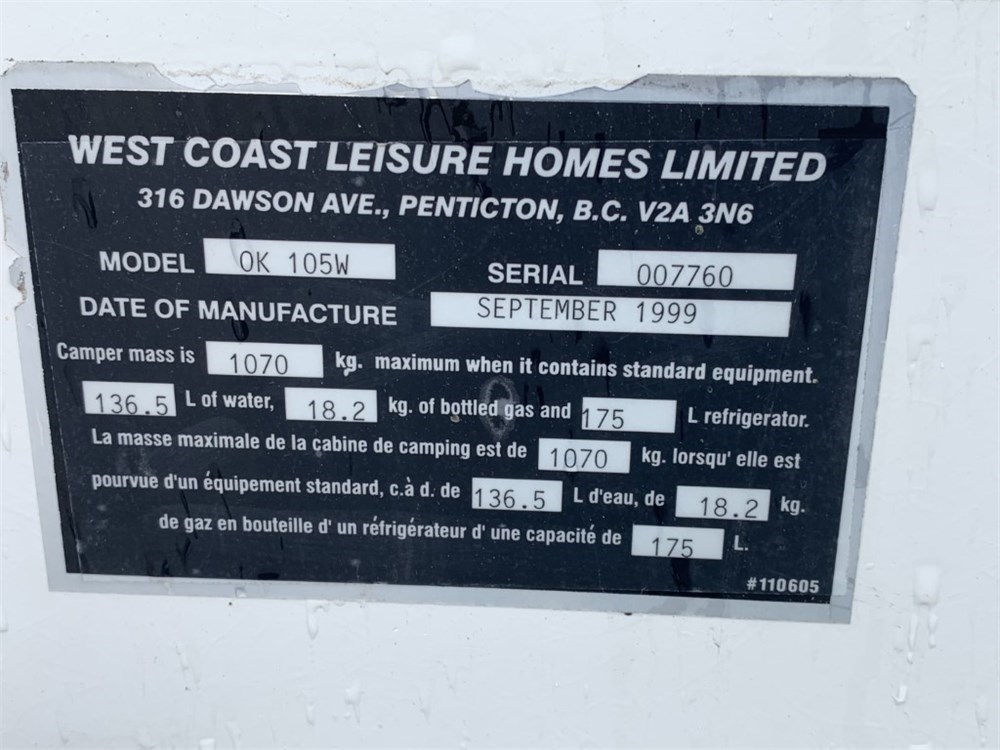 WEST COAST LEISURE HOMES LIMITED
316 DAWSON AVE., PENTICTON, B.C. V2A 3N6
MODEL OK 105W SERIAL 007760
DATE OF MANUFACTURE SEPTEMBER 1999
Camper mass is 1070 kg. maximum when it contains standard equipment.
136.5 L of water, 18.2 kg. of bottled gas and 175 L refrigerator.
La masse maximale de la cabine de camping est de 1070 kg. lorsqu' elle est
pourvue d'un équipement standard, c.à d. de 136.5 L d'eau, de 18.2 kg.
de gaz en bouteille d' un réfrigérateur d' une capacité de 175 L.
#110605